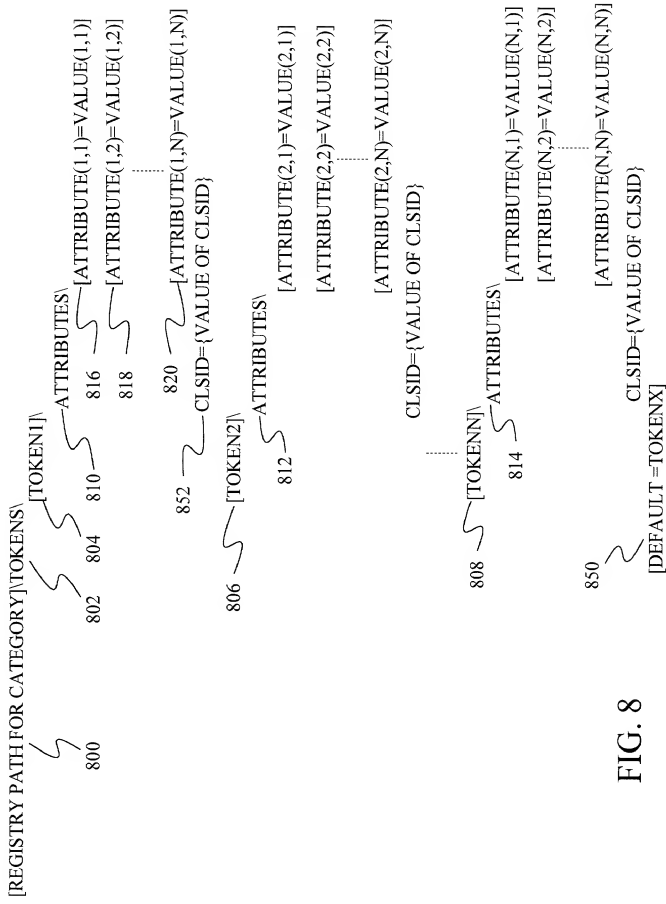 [REGISTRY PATH FOR CATEGORY]\TOKENS\
800
802
[TOKEN1]\
804
ATTRIBUTES\
810
[ATTRIBUTE(1,1)=VALUE(1,1)]
816
[ATTRIBUTE(1,2)=VALUE(1,2)]
818
[ATTRIBUTE(1,N)=VALUE(1,N)]
820
CLSID={VALUE OF CLSID}
852
[TOKEN2]\
806
ATTRIBUTES\
812
[ATTRIBUTE(2,1)=VALUE(2,1)]
[ATTRIBUTE(2,2)=VALUE(2,2)]
[ATTRIBUTE(2,N)=VALUE(2,N)]
CLSID={VALUE OF CLSID}
[TOKENN]\
808
ATTRIBUTES\
814
[ATTRIBUTE(N,1)=VALUE(N,1)]
[ATTRIBUTE(N,2)=VALUE(N,2)]
[ATTRIBUTE(N,N)=VALUE(N,N)]
CLSID={VALUE OF CLSID}
850
[DEFAULT =TOKENX]
FIG. 8